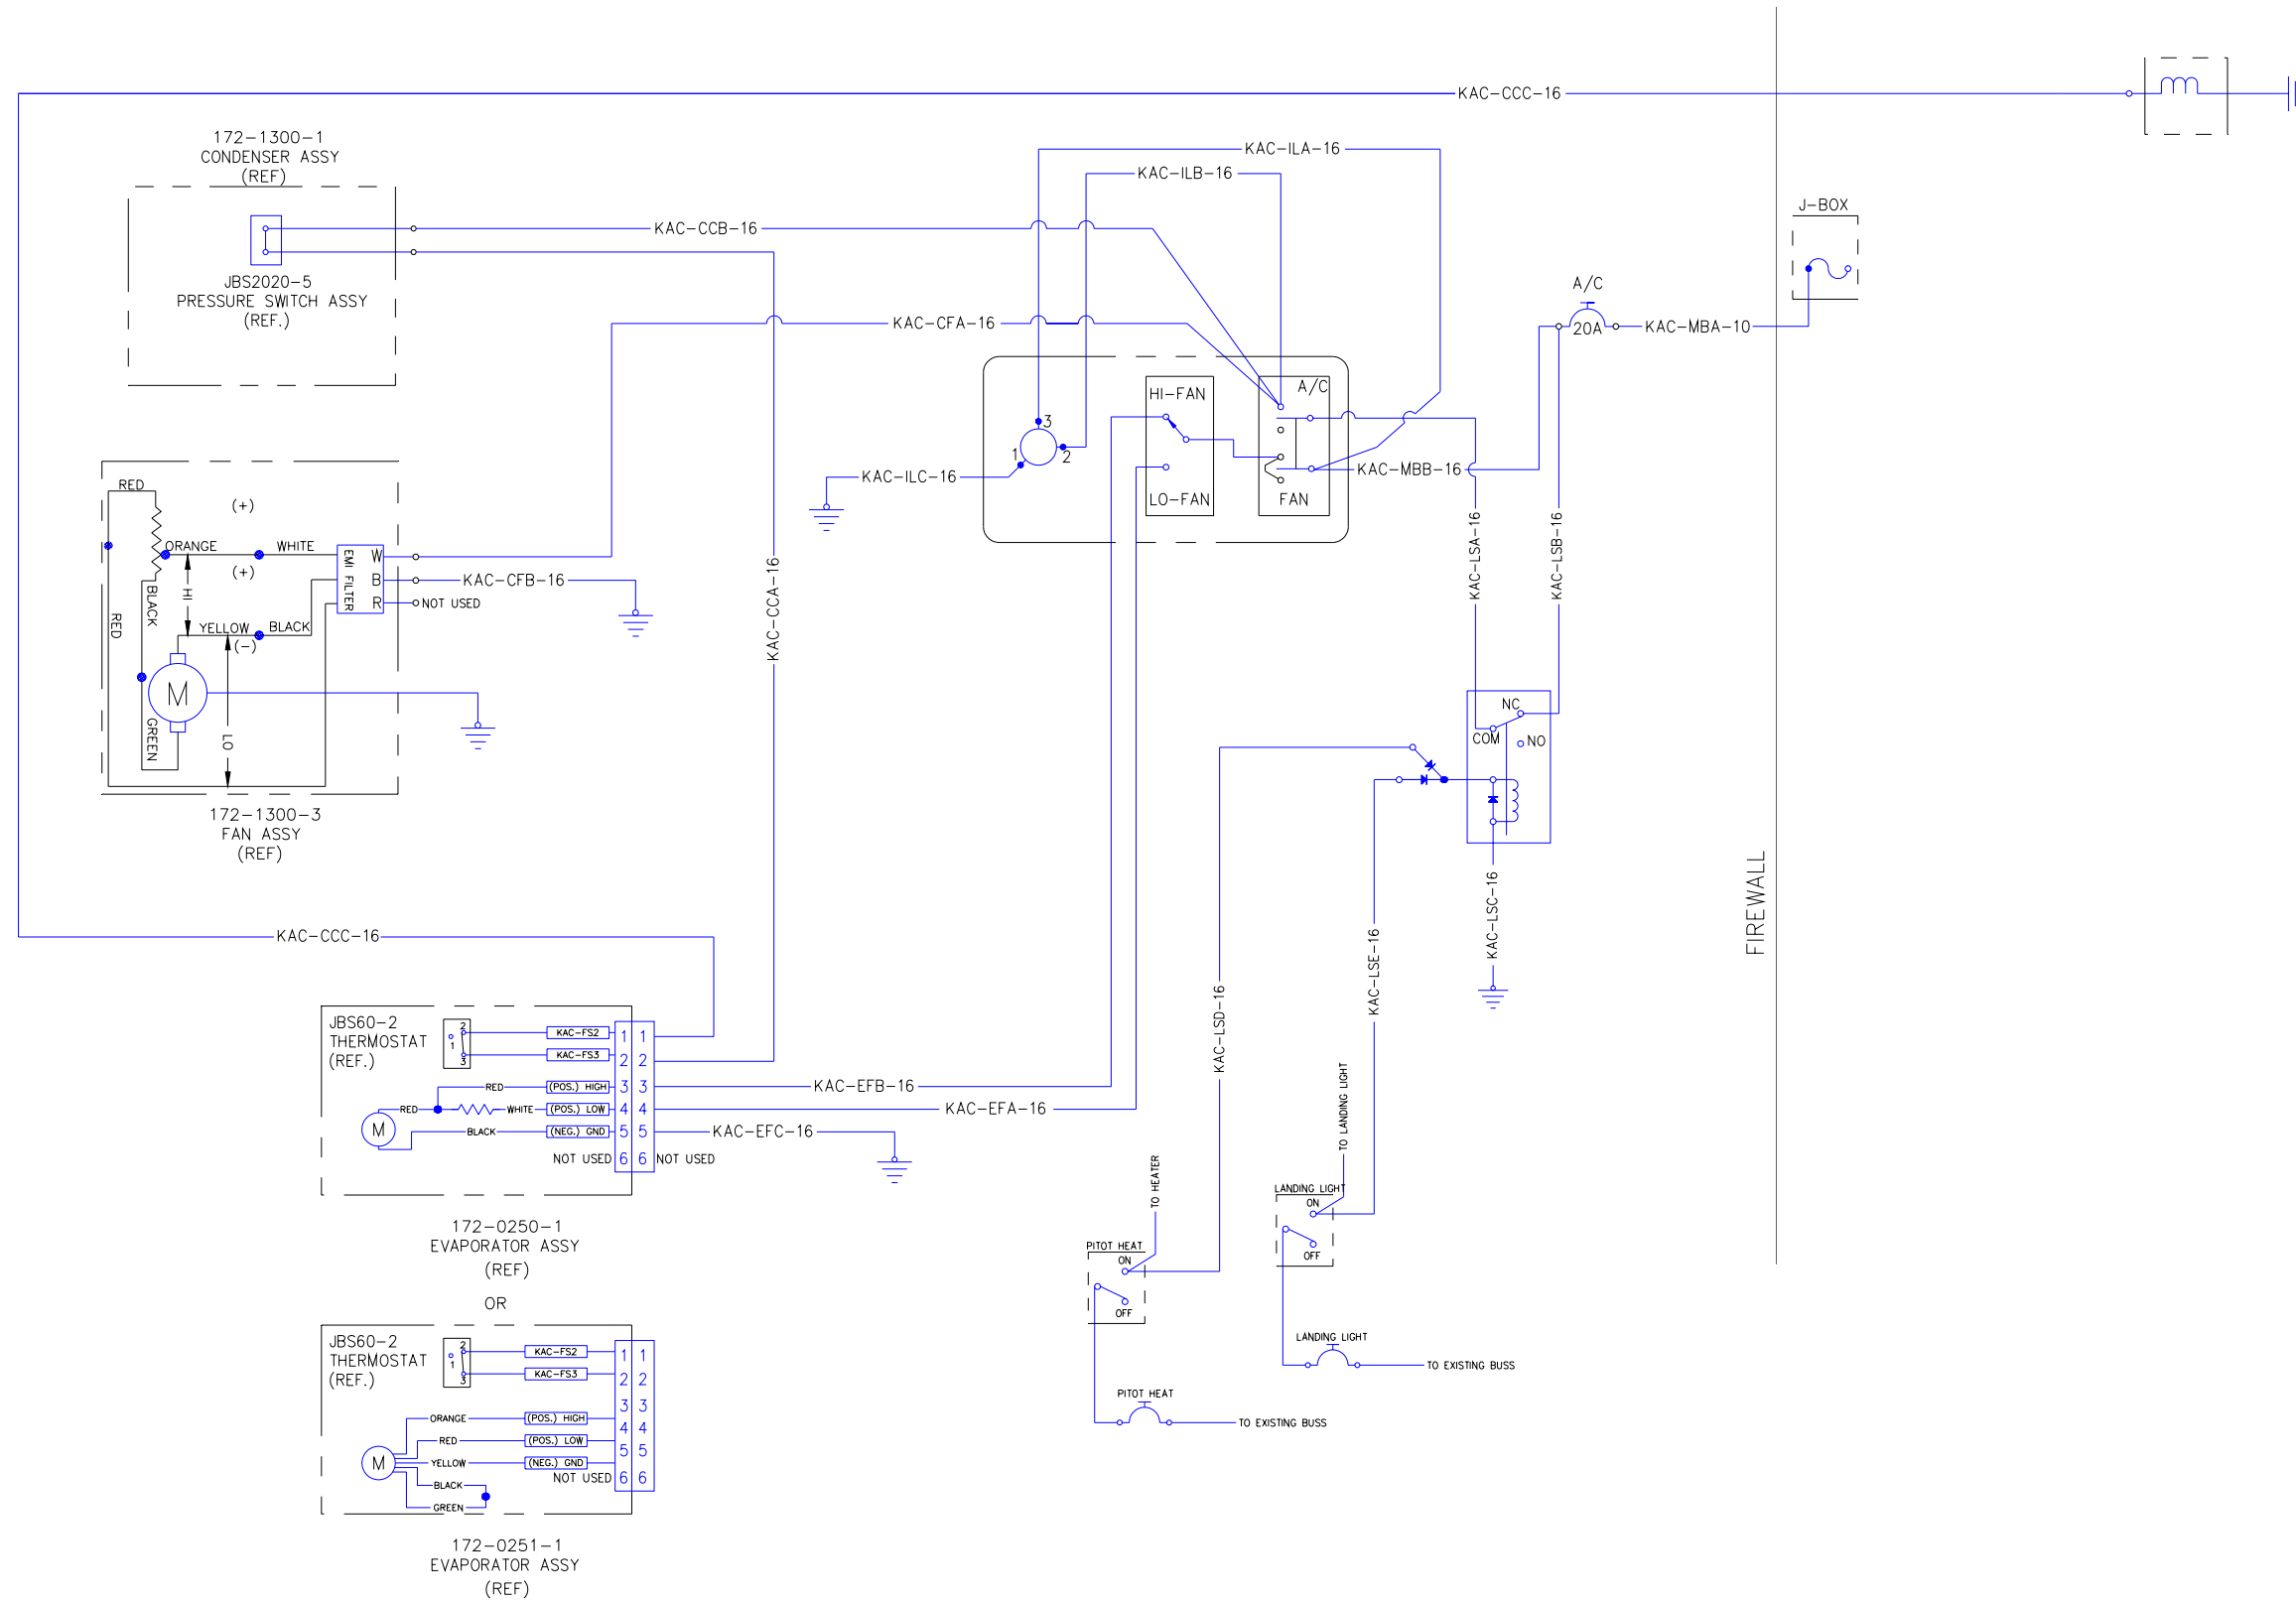 KAC-CCC-16
172-1300-1
CONDENSER ASSY
(REF)
KAC-ILA-16
KAC-ILB-16
KAC-CCB-16
J-BOX
JBS2020-5
PRESSURE SWITCH ASSY
(REF.)
A/C
20A
KAC-MBA-10
KAC-CFA-16
HI-FAN
A/C
3
1
2
KAC-ILC-16
LO-FAN
FAN
KAC-MBB-16
RED
(+)
ORANGE
WHITE
(+)
HI
BLACK
RED
YELLOW
BLACK
(-)
M
GREEN
LO
EMI FILTER
W
B
R
KAC-CFB-16
NOT USED
KAC-CCA-16
KAC-LSA-16
KAC-LSB-16
172-1300-3
FAN ASSY
(REF)
NC
COM
NO
FIREWALL
KAC-LSC-16
KAC-LSE-16
KAC-LSD-16
KAC-CCC-16
JBS60-2
THERMOSTAT
(REF.)
2
1
3
KAC-FS2
KAC-FS3
RED
(POS.) HIGH
RED
WHITE
(POS.) LOW
M
BLACK
(NEG.) GND
NOT USED
1 1
2 2
3 3
4 4
5 5
6 6
NOT USED
KAC-EFB-16
KAC-EFA-16
KAC-EFC-16
172-0250-1
EVAPORATOR ASSY
(REF)
OR
TO HEATER
TO LANDING LIGHT
LANDING LIGHT
ON
OFF
PITOT HEAT
ON
OFF
LANDING LIGHT
TO EXISTING BUSS
PITOT HEAT
TO EXISTING BUSS
JBS60-2
THERMOSTAT
(REF.)
2
1
3
KAC-FS2
KAC-FS3
ORANGE
(POS.) HIGH
RED
(POS.) LOW
M
YELLOW
(NEG.) GND
NOT USED
BLACK
GREEN
1 1
2 2
3 3
4 4
5 5
6 6
172-0251-1
EVAPORATOR ASSY
(REF)